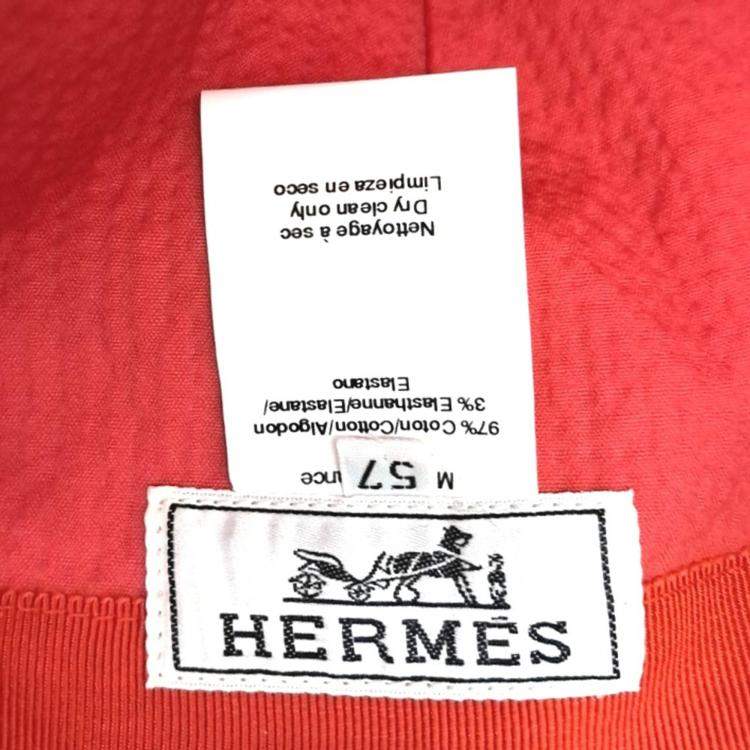 HERMÈS
M 57
97% Coton/Cotton/Algodon
3% Elasthanne/Elastane/
Elastano
Nettoyage à sec
Dry clean only
Limpieza en seco